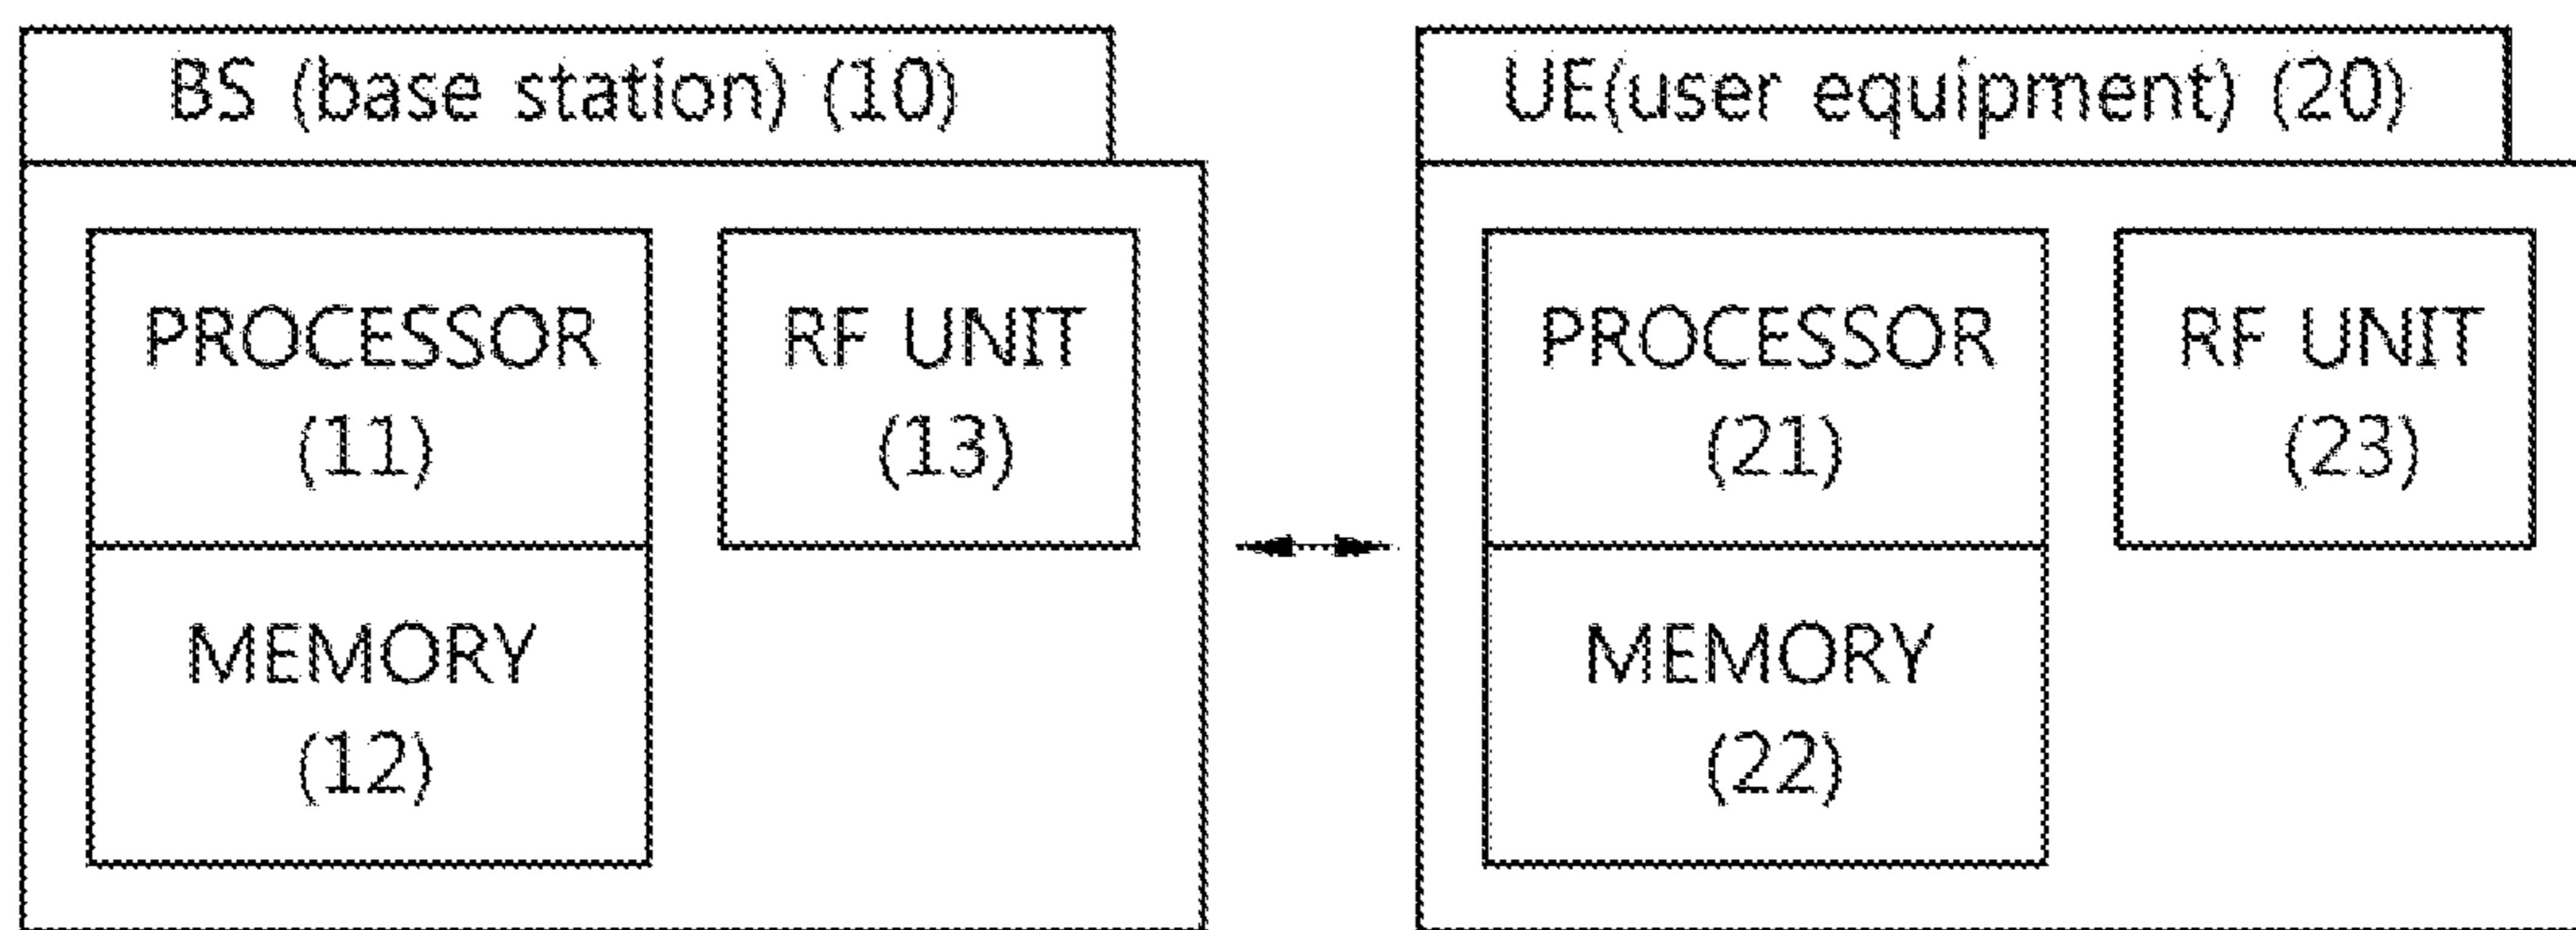 BS (base station) (10)
PROCESSOR
(11)
RF UNIT
(13)
MEMORY
(12)
UE(user equipment) (20)
PROCESSOR
(21)
RF UNIT
(23)
MEMORY
(22)